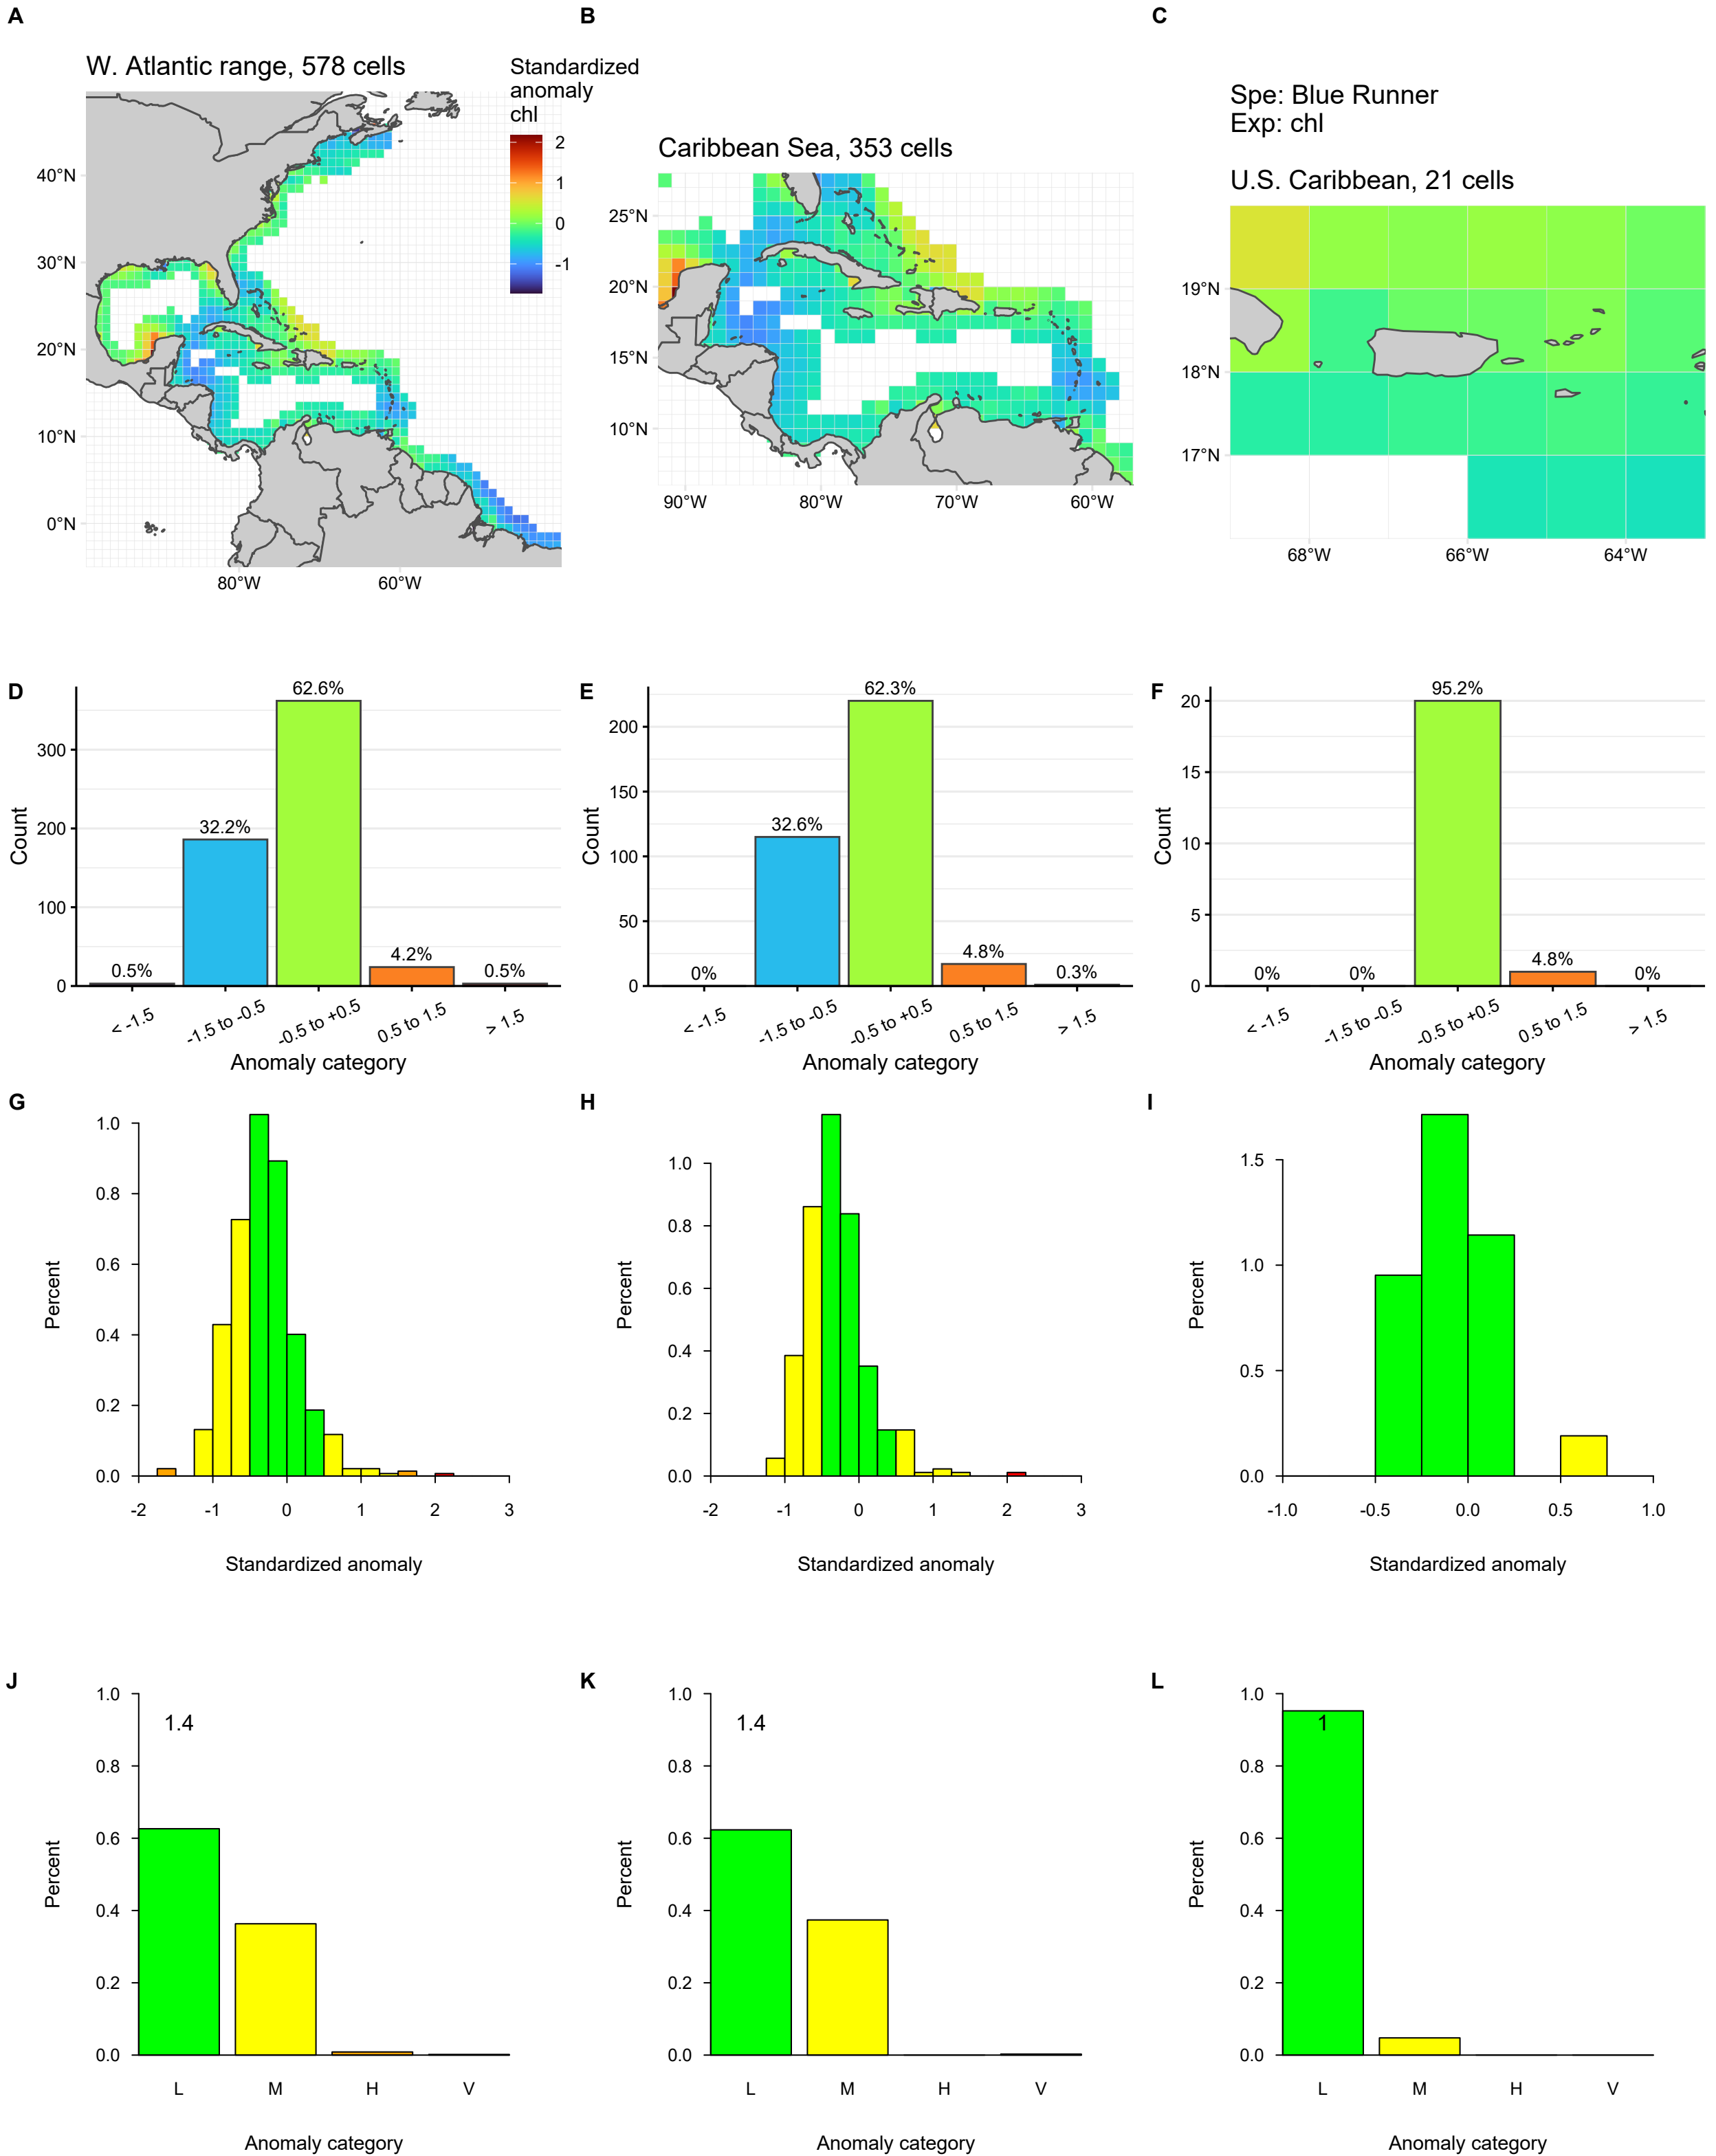 A
B
C
W. Atlantic range, 578 cells
Standardized
anomaly
chl
2
1
0
-1
40°N
30°N
20°N
10°N
0°N
80°W
60°W
Caribbean Sea, 353 cells
25°N
20°N
15°N
10°N
90°W
80°W
70°W
60°W
Spe: Blue Runner
Exp: chl
U.S. Caribbean, 21 cells
19°N
18°N
17°N
68°W
66°W
64°W
D
Count
300
200
100
0
0.5%
32.2%
62.6%
4.2%
0.5%
< -1.5
-1.5 to -0.5
-0.5 to +0.5
0.5 to 1.5
> 1.5
Anomaly category
E
Count
200
150
100
50
0
0%
32.6%
62.3%
4.8%
0.3%
< -1.5
-1.5 to -0.5
-0.5 to +0.5
0.5 to 1.5
> 1.5
Anomaly category
F
Count
20
15
10
5
0
0%
0%
95.2%
4.8%
0%
< -1.5
-1.5 to -0.5
-0.5 to +0.5
0.5 to 1.5
> 1.5
Anomaly category
G
Percent
1.0
0.8
0.6
0.4
0.2
0.0
-2
-1
0
1
2
3
Standardized anomaly
H
Percent
1.0
0.8
0.6
0.4
0.2
0.0
-2
-1
0
1
2
3
Standardized anomaly
I
Percent
1.5
1.0
0.5
0.0
-1.0
-0.5
0.0
0.5
1.0
Standardized anomaly
J
Percent
1.0
0.8
0.6
0.4
0.2
0.0
1.4
L
M
H
V
Anomaly category
K
Percent
1.0
0.8
0.6
0.4
0.2
0.0
1.4
L
M
H
V
Anomaly category
L
Percent
1.0
0.8
0.6
0.4
0.2
0.0
1
L
M
H
V
Anomaly category